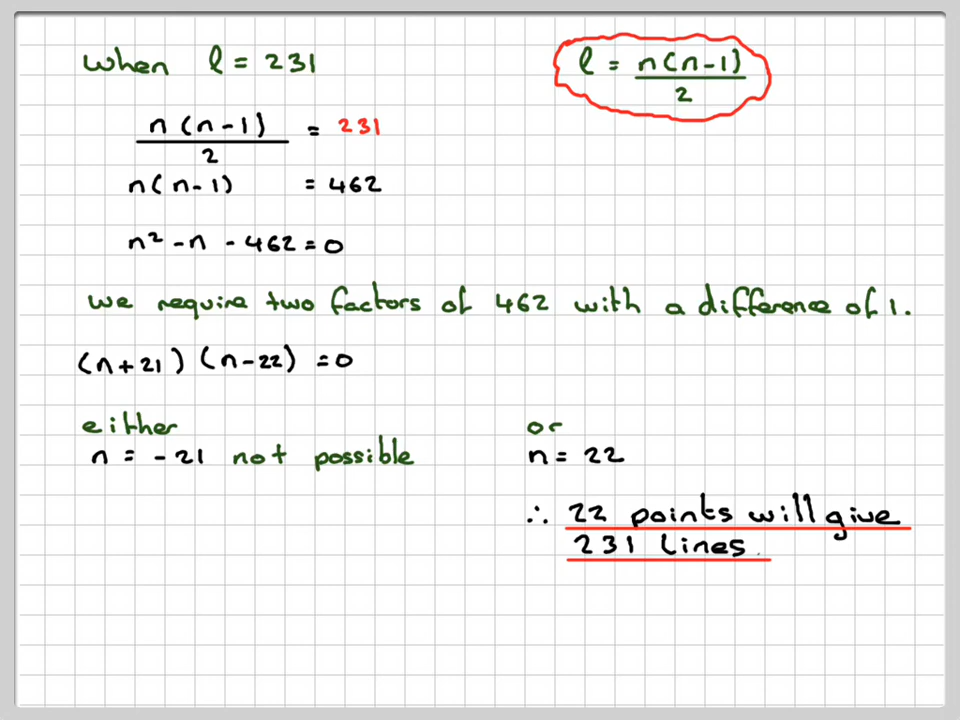 when l = 231
l = n(n-1)/2
n(n-1)/2 = 231
n(n-1) = 462
n² - n - 462 = 0
we require two factors of 462 with a difference of 1.
(n+21)(n-22) = 0
either
n = -21 not possible
or
n = 22
∴ 22 points will give
231 lines.